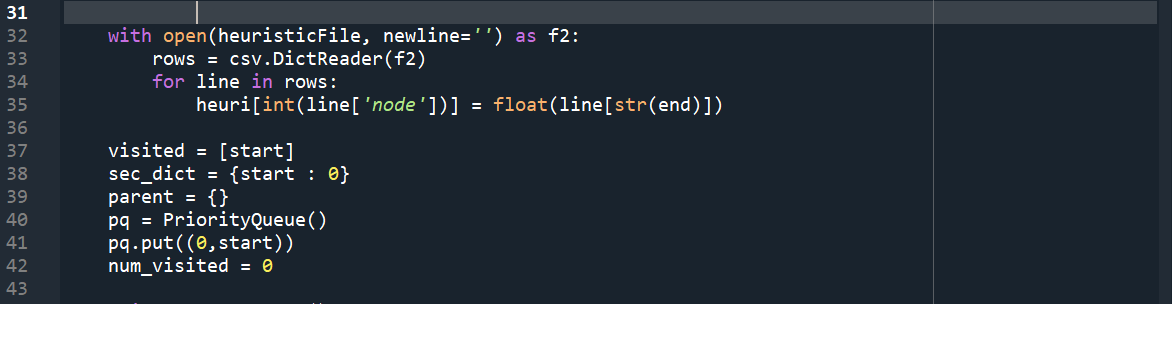 31
32 with open(heuristicFile, newline='') as f2:
33 rows = csv.DictReader(f2)
34 for line in rows:
35 heuri[int(line['node'])] = float(line[str(end)])
36
37 visited = [start]
38 sec_dict = {start : 0}
39 parent = {}
40 pq = PriorityQueue()
41 pq.put((0,start))
42 num_visited = 0
43